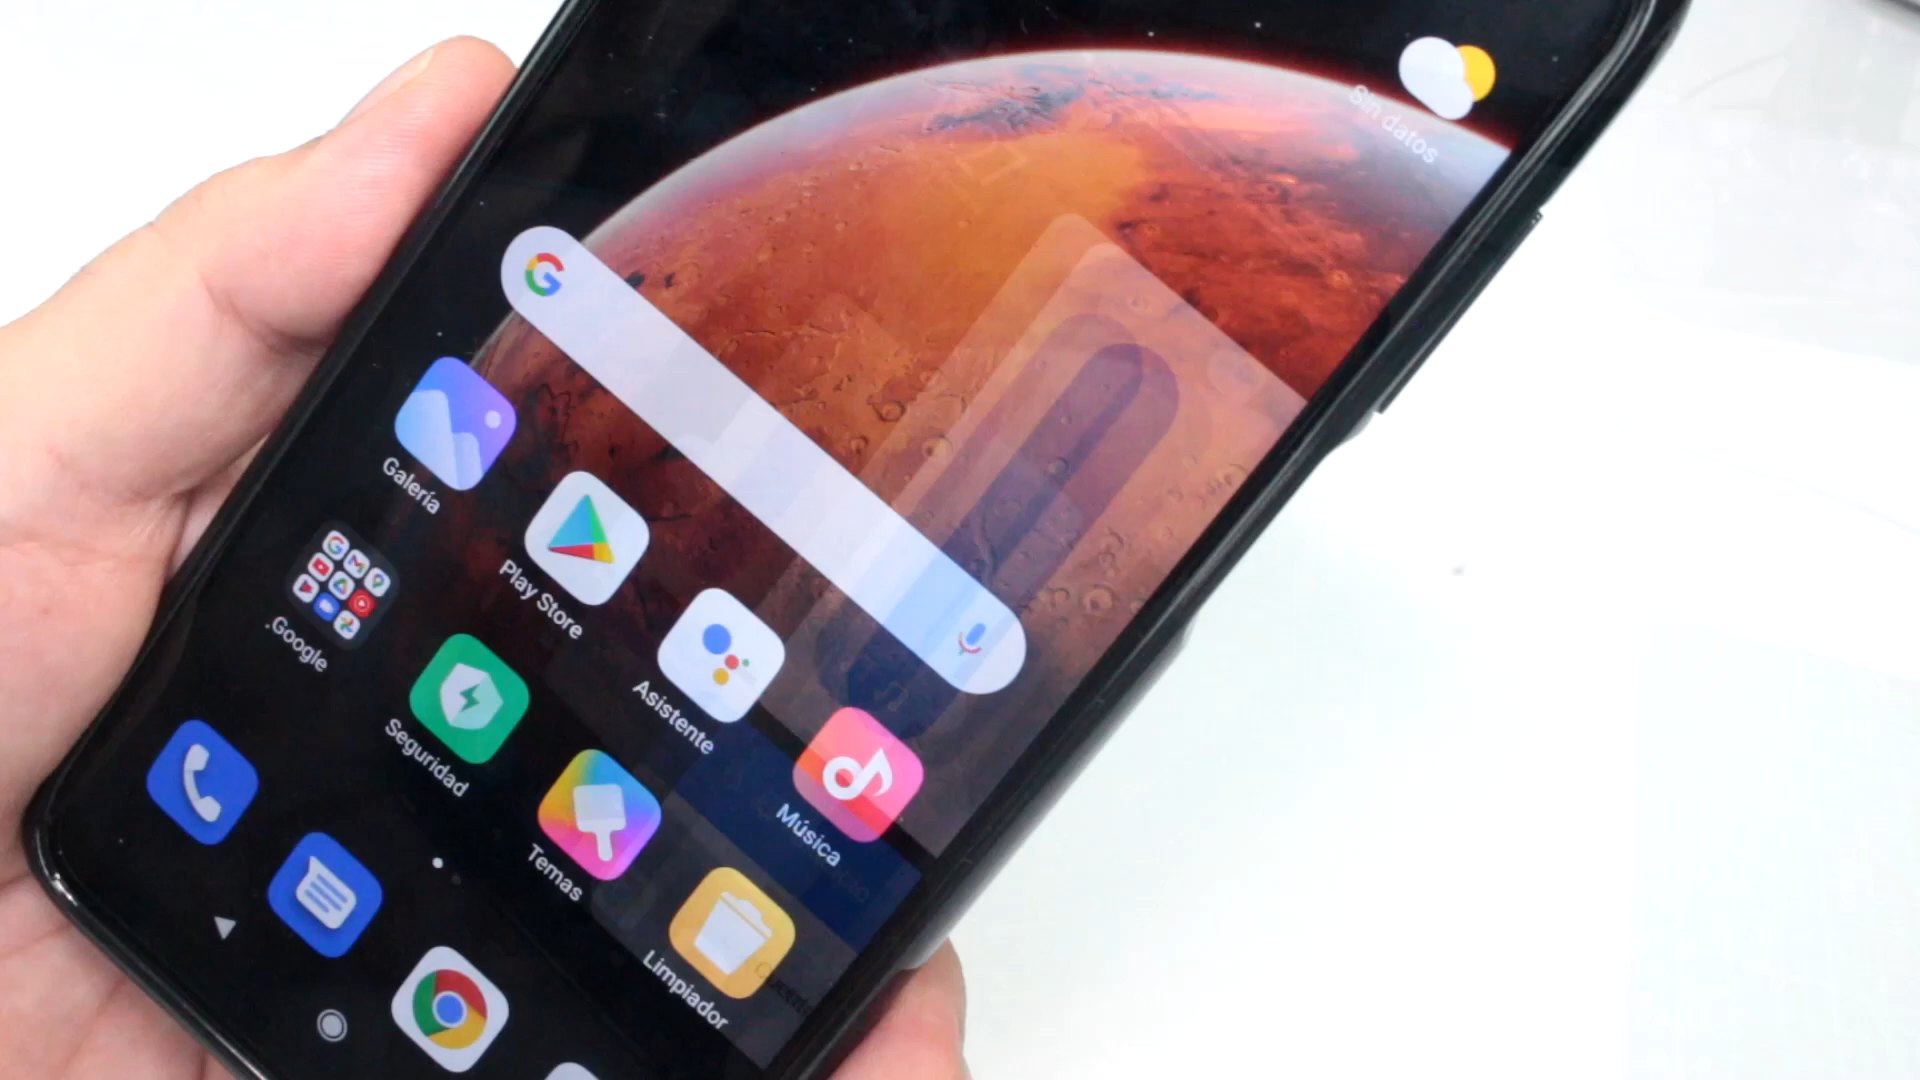 Sin datos
Galería
Play Store
Asistente
Música
.Google
Seguridad
Temas
Limpiador